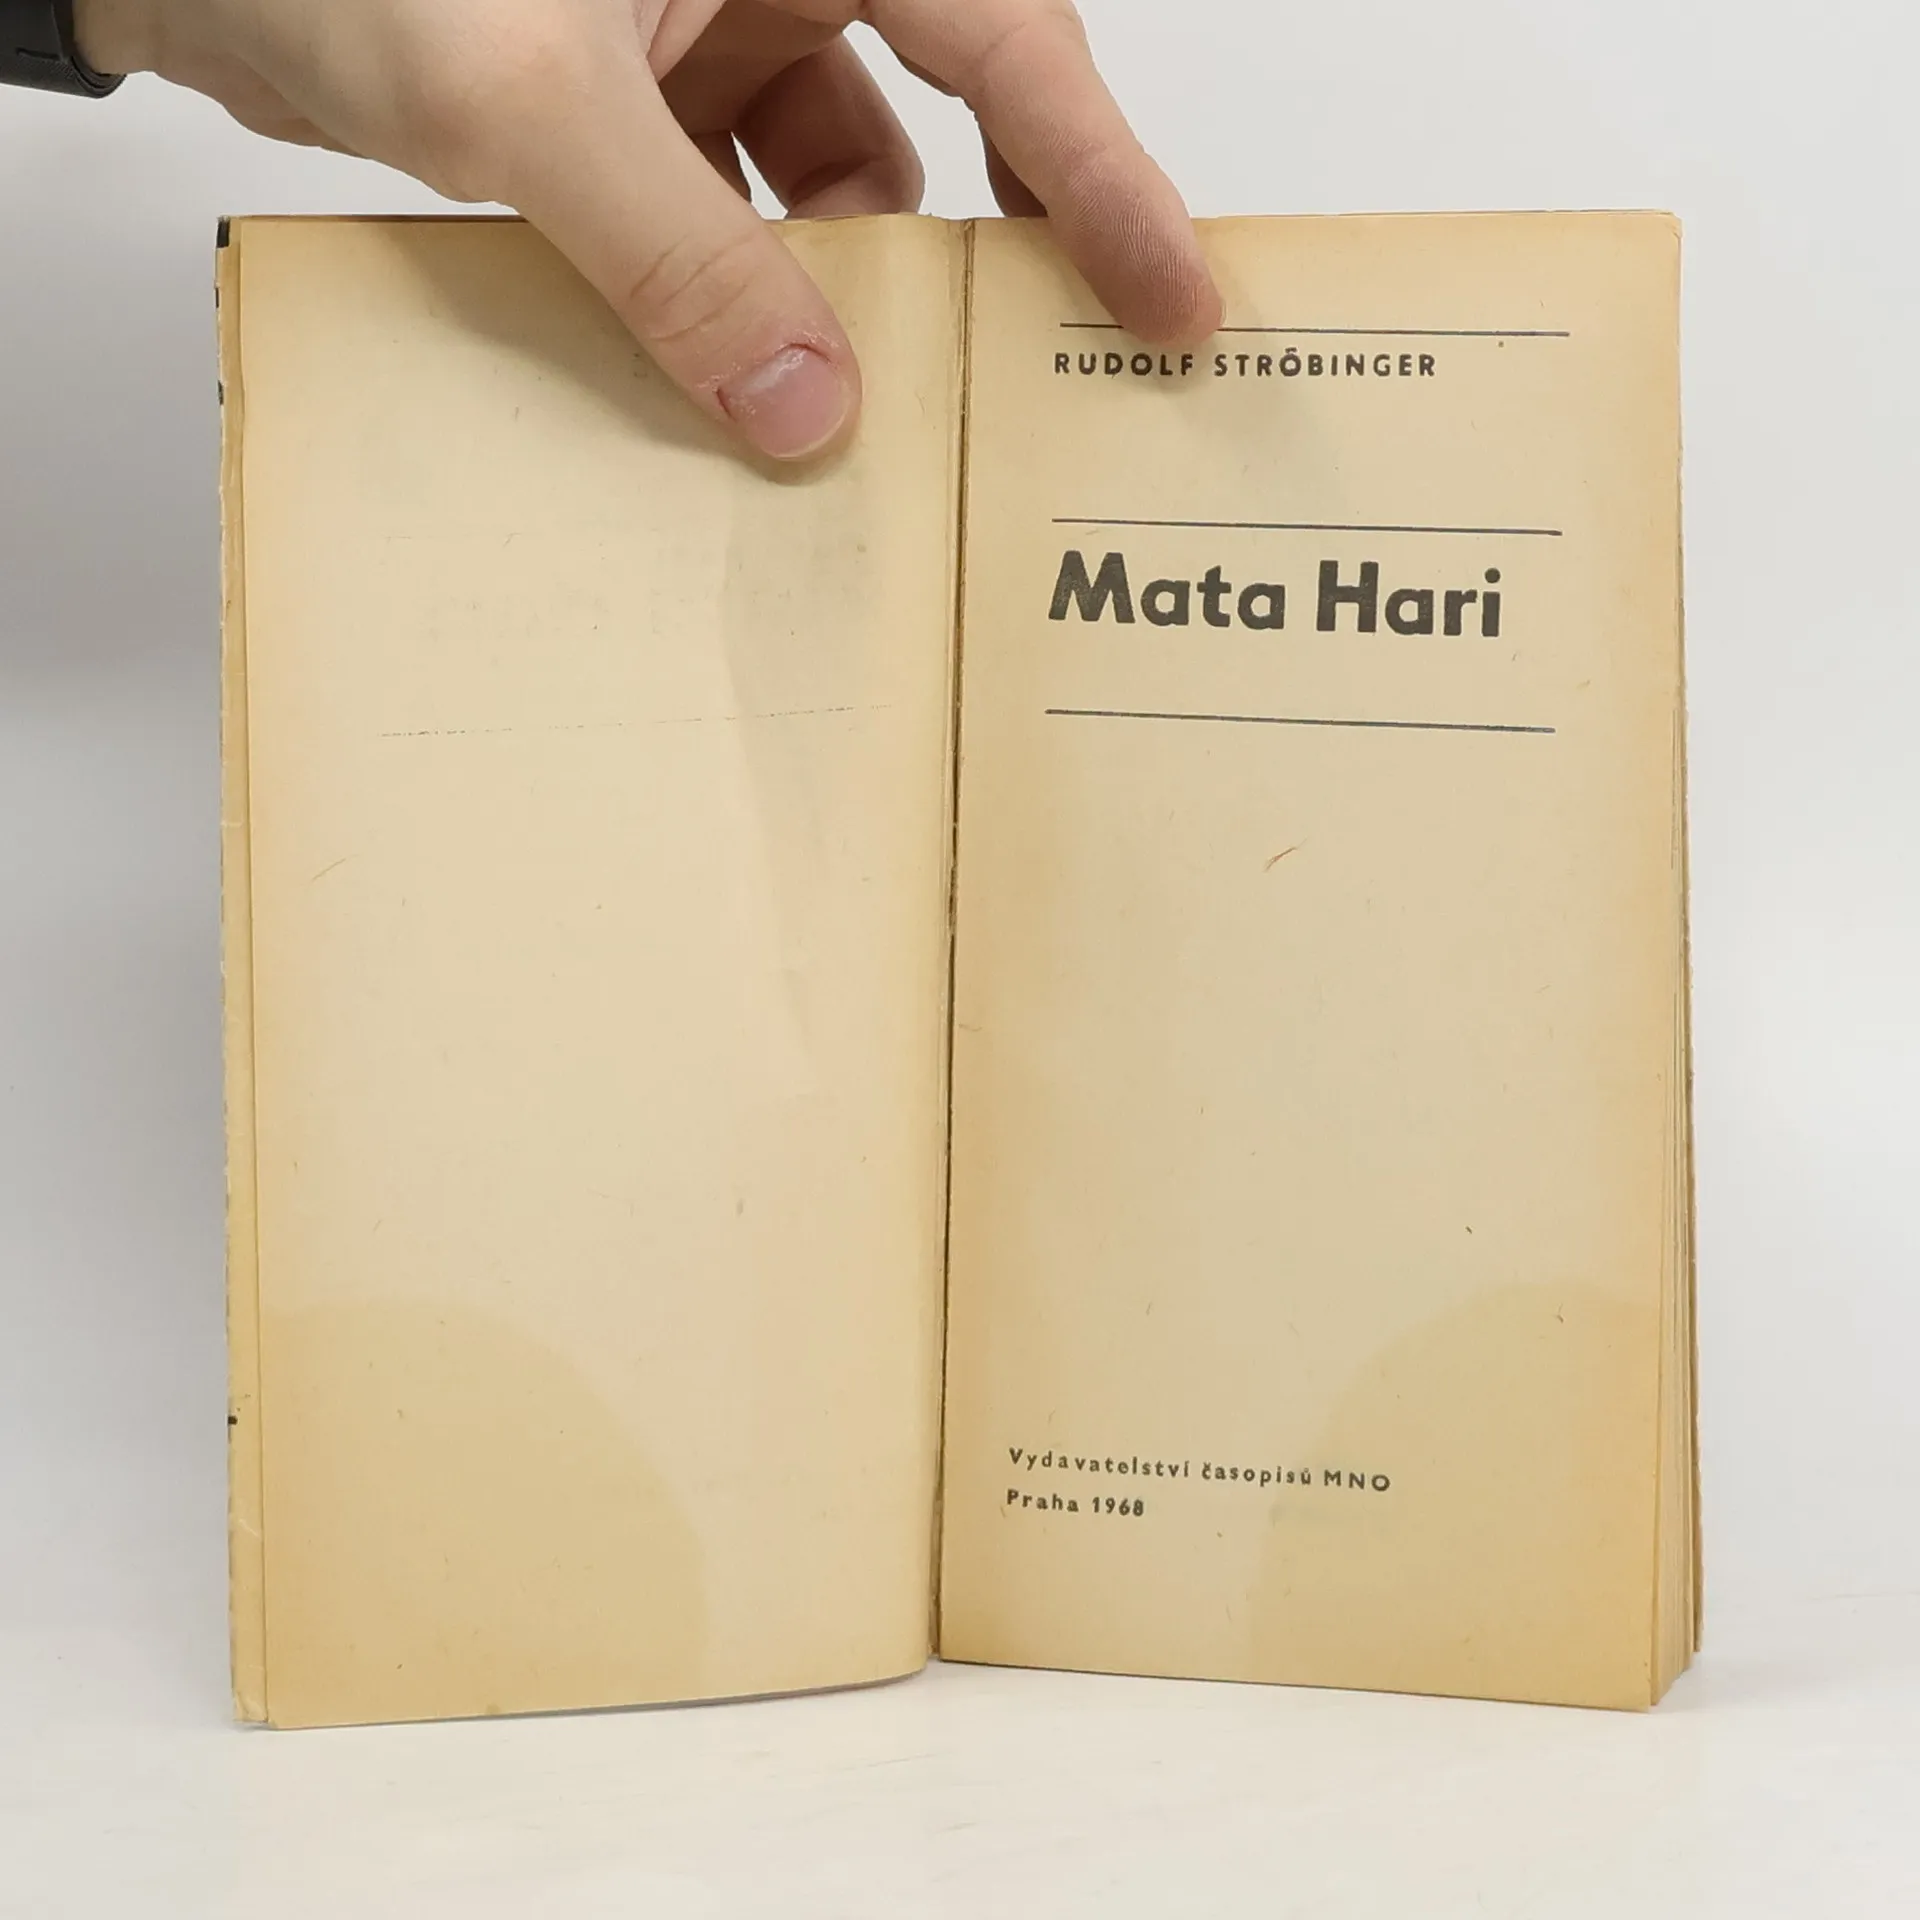 RUDOLF STRÖBINGER
Mata Hari
Vydavatelství časopisů MNO
Praha 1968